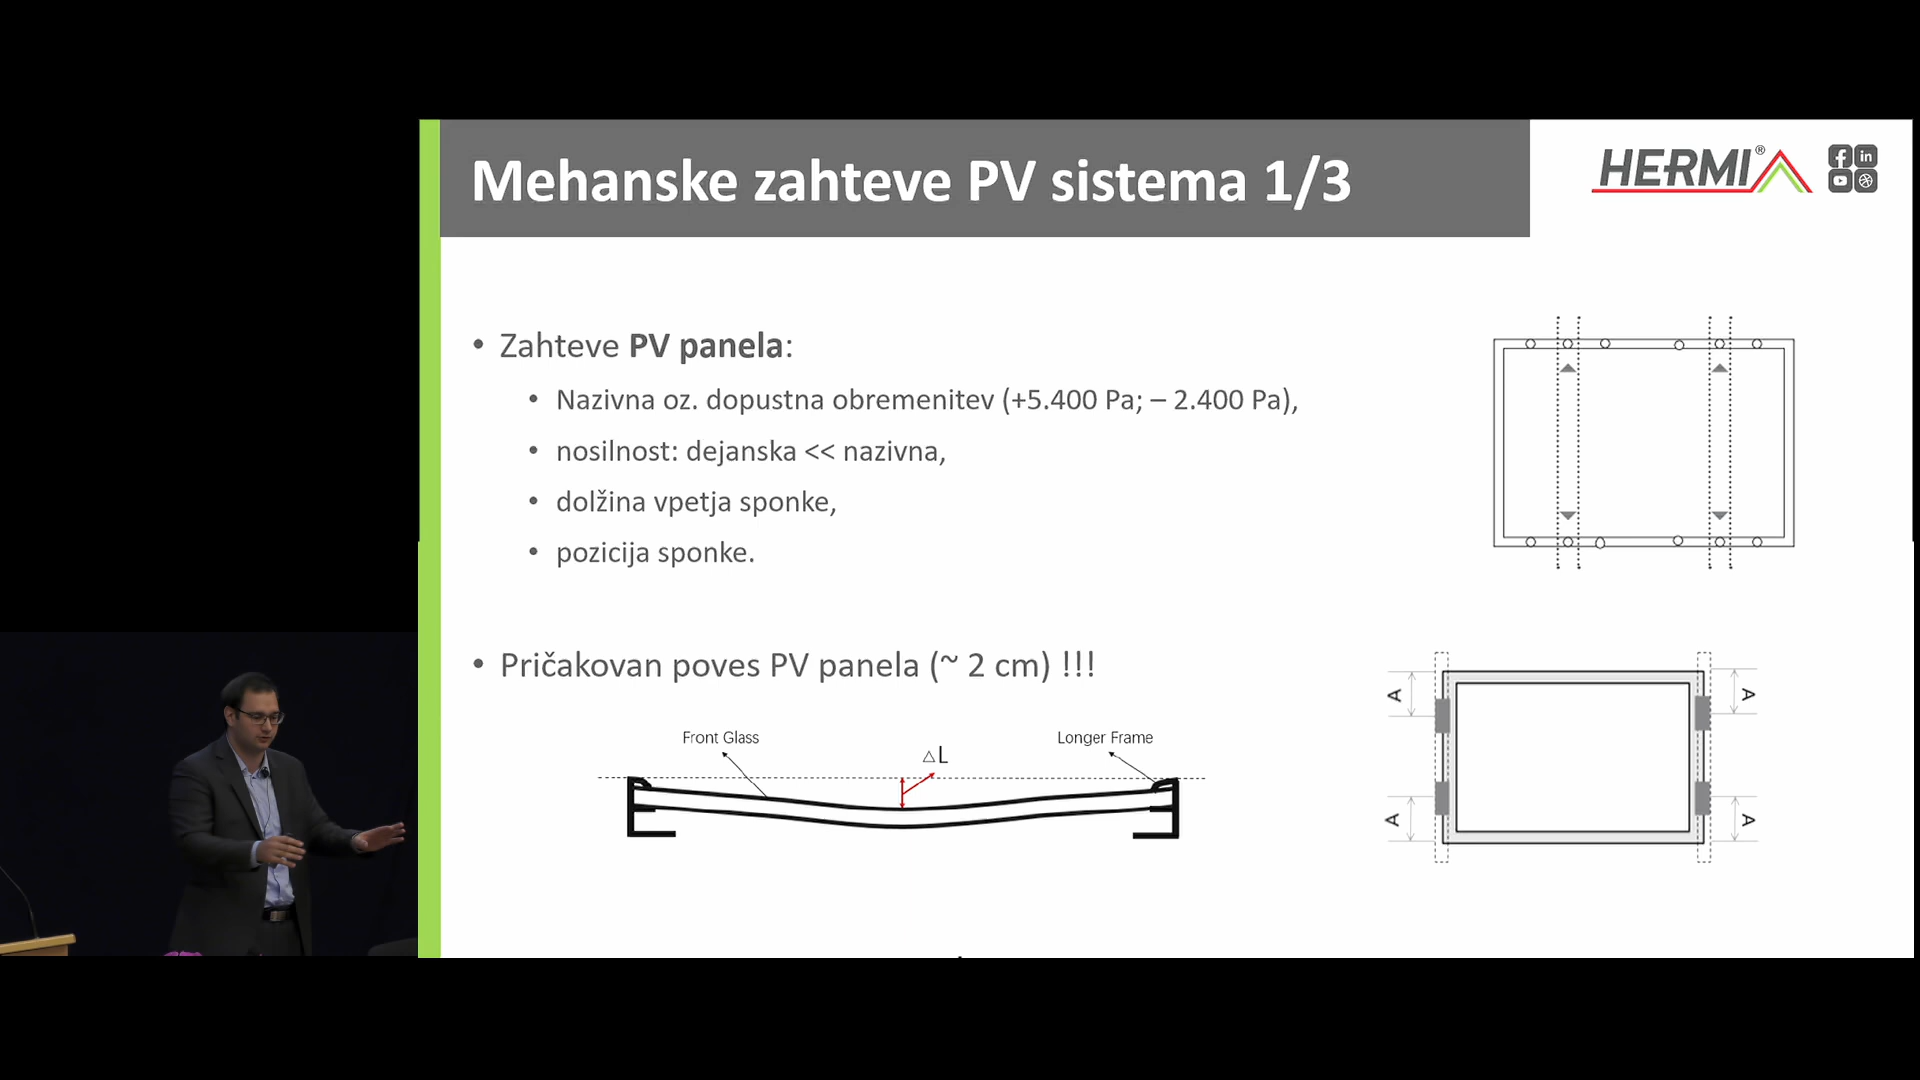 Mehanske zahteve PV sistema 1/3
HERMI®
in
• Zahteve PV panela:
• Nazivna oz. dopustna obremenitev (+5.400 Pa; – 2.400 Pa),
• nosilnost: dejanska << nazivna,
• dolžina vpetja sponke,
• pozicija sponke.
• Pričakovan poves PV panela (~ 2 cm) !!!
Front Glass
△L
Longer Frame
A
A
A
A